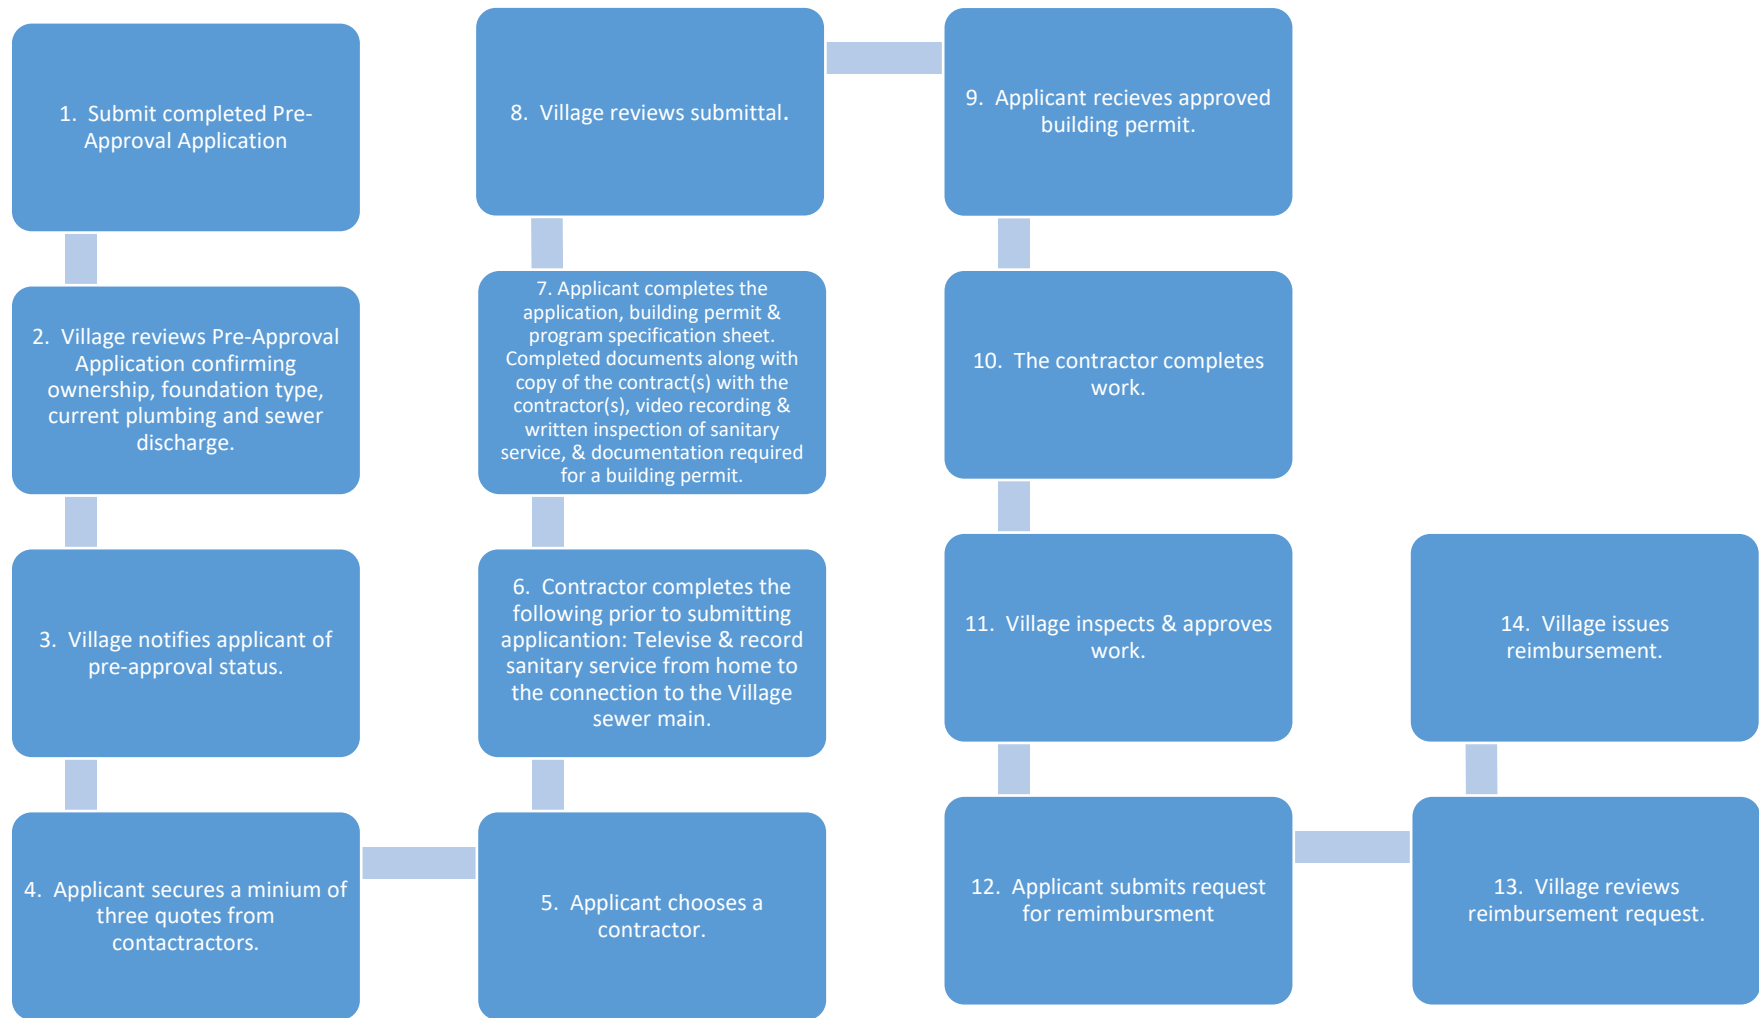 1.  Submit completed Pre-
Approval Application
2.  Village reviews Pre-Approval
Application confirming
ownership, foundation type,
current plumbing and sewer
discharge.
3.  Village notifies applicant of
pre-approval status.
4.  Applicant secures a minium of
three quotes from
contactractors.
5.  Applicant chooses a
contractor.
6.  Contractor completes the
following prior to submitting
applicantion: Televise & record
sanitary service from home to
the connection to the Village
sewer main.
7. Applicant completes the
application, building permit &
program specification sheet.
Completed documents along with
copy of the contract(s) with the
contractor(s), video recording &
written inspection of sanitary
service, & documentation required
for a building permit.
8.  Village reviews submittal.
9.  Applicant recieves approved
building permit.
10.  The contractor completes
work.
11.  Village inspects & approves
work.
12.  Applicant submits request
for remimbursment
13.  Village reviews
reimbursement request.
14.  Village issues
reimbursement.